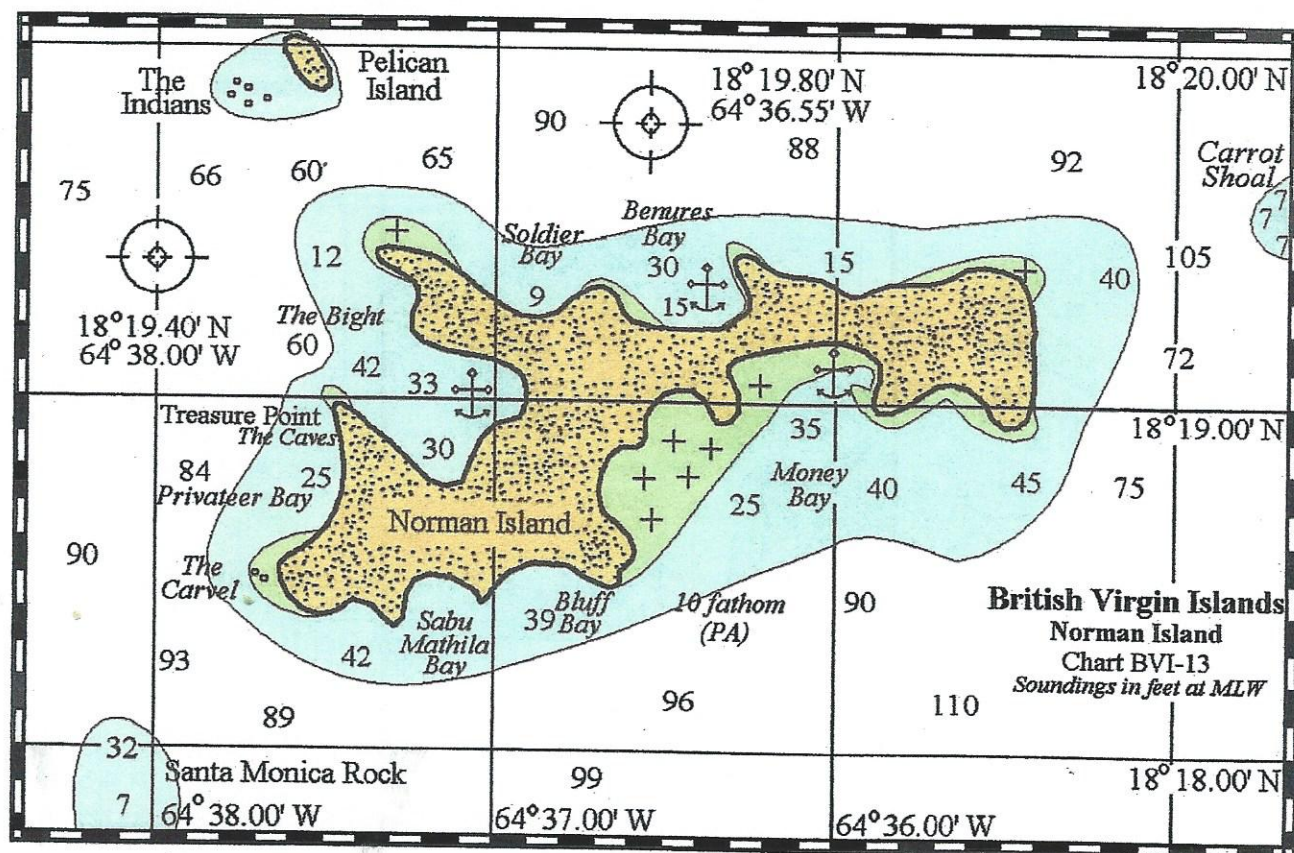 The
Indians
Pelican
Island
18° 19.80' N
64° 36.55' W
18° 20.00' N
90
88
92
Carrot
Shoal
75
66
60
65
7
7
7
7
12
Soldier
Bay
Benures
Bay
30
15
15
9
105
40
18° 19.40' N
64° 38.00' W
The Bight
60
42
33
72
Treasure Point
The Caves
30
35
18° 19.00' N
84
25
Privateer Bay
Money
Bay
25
40
45
75
Norman Island
90
The
Carvel
Sabu
Mathila
Bay
39
Bluff
Bay
10 fathom
(PA)
90
British Virgin Islands
Norman Island
Chart BVI-13
Soundings in feet at MLW
93
42
89
96
110
32
7
Santa Monica Rock
99
18° 18.00' N
64° 38.00' W
64° 37.00' W
64° 36.00' W